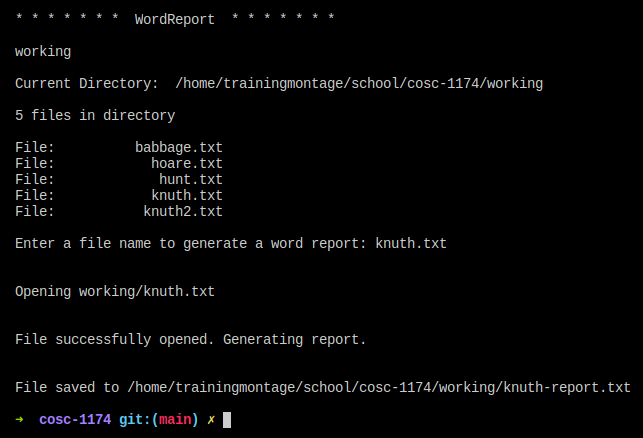 * * * * * * *  WordReport  * * * * * * *
working
Current Directory:  /home/trainingmontage/school/cosc-1174/working
5 files in directory
File:          babbage.txt
File:            hoare.txt
File:             hunt.txt
File:            knuth.txt
File:           knuth2.txt
Enter a file name to generate a word report: knuth.txt
Opening working/knuth.txt
File successfully opened. Generating report.
File saved to /home/trainingmontage/school/cosc-1174/working/knuth-report.txt
➜  cosc-1174 git:(main) ✗